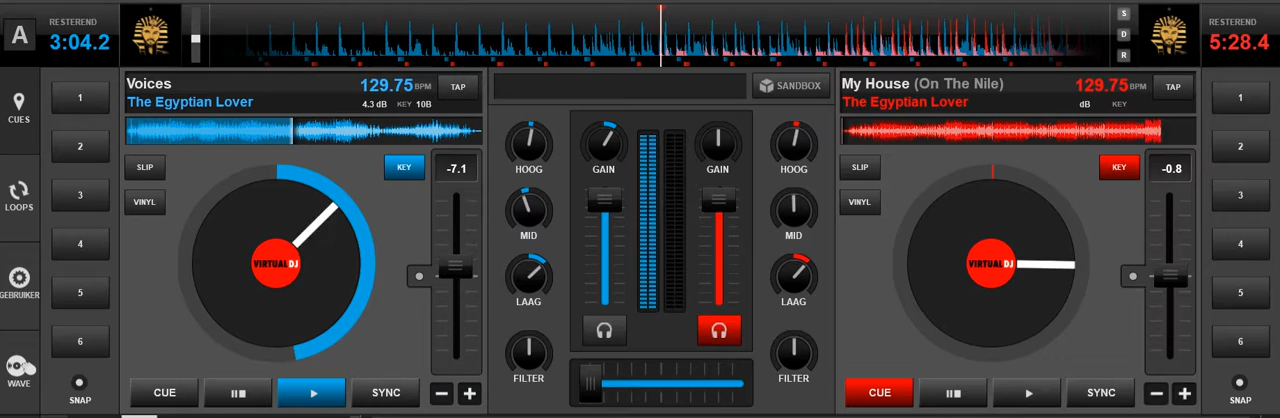 A
RESTEREND
3:04.2
S
D
R
RESTEREND
5:28.4
CUES
LOOPS
GEBRUIKER
WAVE
1
2
3
4
5
6
SNAP
Voices
129.75 BPM
TAP
The Egyptian Lover
4.3 dB KEY 10B
SLIP
VINYL
KEY
-7.1
VIRTUAL DJ
CUE
SYNC
SANDBOX
HOOG
GAIN
GAIN
HOOG
MID
MID
LAAG
LAAG
FILTER
FILTER
My House (On The Nile)
129.75 BPM
TAP
The Egyptian Lover
dB KEY
SLIP
VINYL
KEY
-0.8
VIRTUAL DJ
CUE
SYNC
1
2
3
4
5
6
SNAP